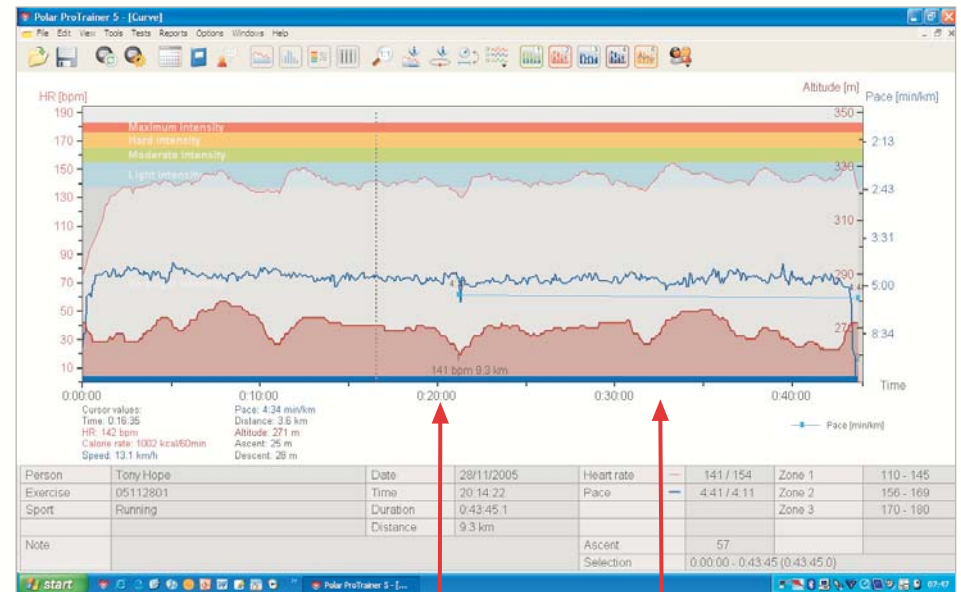 Polar ProTrainer 5 - [Curve]
File Edit View Tools Tests Reports Options Windows Help
HR [bpm]
Altitude [m]
Pace [min/km]
190
170
150
130
110
90
70
50
30
10
Maximum intensity
Hard intensity
Moderate intensity
Light intensity
350
330
310
290
2:13
2:43
3:31
5:00
8:34
141 bpm 9.3 km
0:00:00 0:10:00 0:20:00 0:30:00 0:40:00 Time
Cursor values:
Time: 0:16:35
HR: 142 bpm
Calorie rate: 1002 kcal/60min
Speed: 13.1 km/h
Pace: 4:34 min/km
Distance: 3.6 km
Altitude: 271 m
Ascent: 25 m
Descent: 28 m
Pace [min/km]
Person Tony Hope Date 28/11/2005 Heart rate 141 / 154 Zone 1 110 - 145
Exercise 05112801 Time 20:14:22 Pace 4:41 / 4:11 Zone 2 156 - 169
Sport Running Duration 0:43:45.1 Zone 3 170 - 180
Distance 9.3 km
Note Ascent 57
Selection 0:00:00 - 0:43:45 (0:43:45.0)
start Polar ProTrainer 5 - [... 07:47